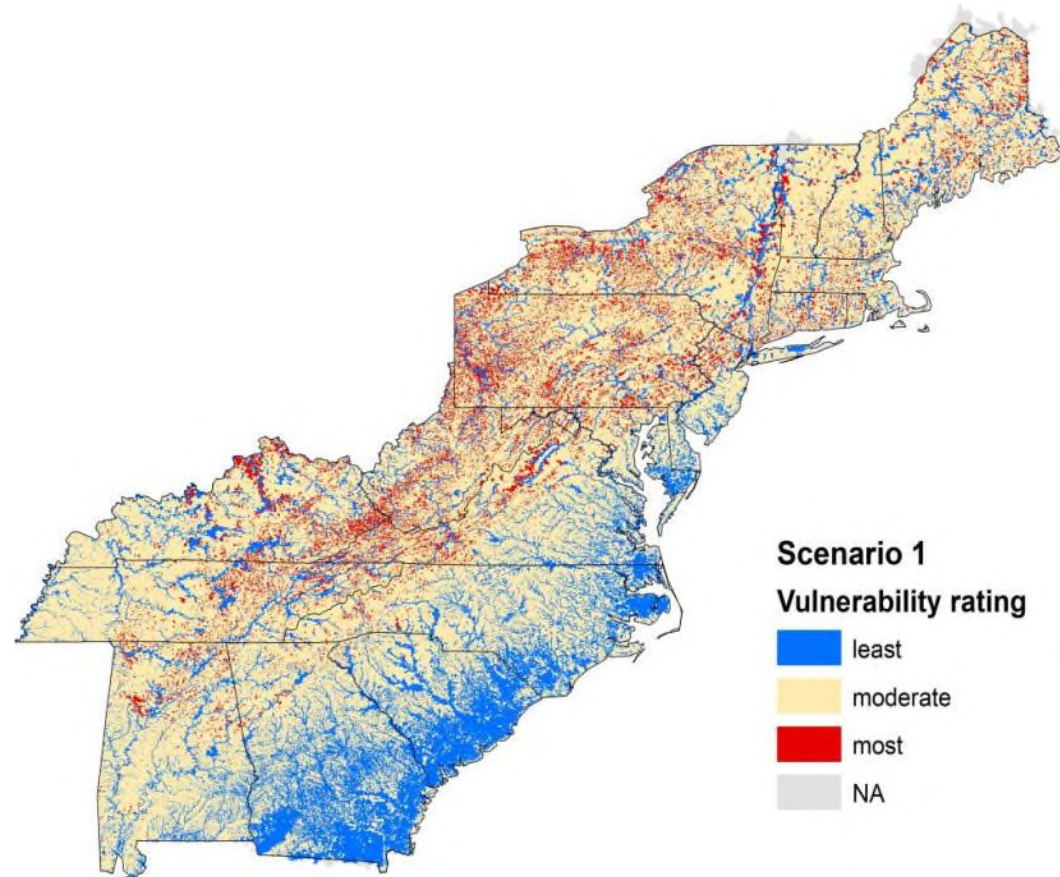 Scenario 1
Vulnerability rating
least
moderate
most
NA